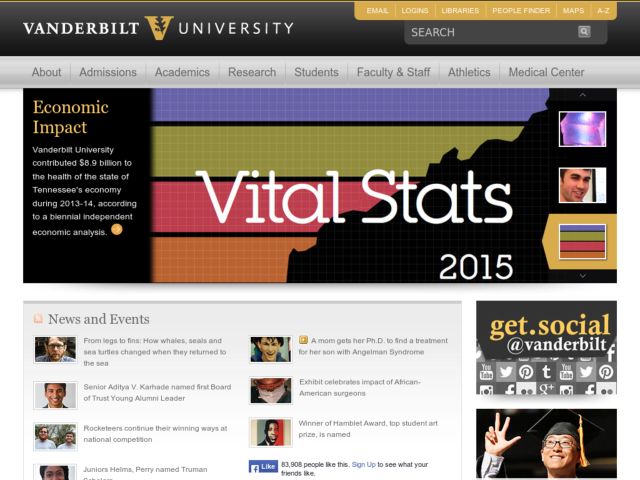 VANDERBILT UNIVERSITY
EMAIL LOGINS LIBRARIES PEOPLE FINDER MAPS A-Z
SEARCH
About Admissions Academics Research Students Faculty & Staff Athletics Medical Center
Economic
Impact
Vanderbilt University
contributed $8.9 billion to
the health of the state of
Tennessee's economy
during 2013-14, according
to a biennial independent
economic analysis.
Vital Stats
2015
News and Events
From legs to fins: How whales, seals and
sea turtles changed when they returned to
the sea
Senior Aditya V. Karhade named first Board
of Trust Young Alumni Leader
Rocketeers continue their winning ways at
national competition
Juniors Helms, Perry named Truman
Scholars
A mom gets her Ph.D. to find a treatment
for her son with Angelman Syndrome
Exhibit celebrates impact of African-
American surgeons
Winner of Hamblet Award, top student art
prize, is named
Like 83,908 people like this. Sign Up to see what your
friends like.
get.social
@vanderbilt
You
Tube
You
Tube